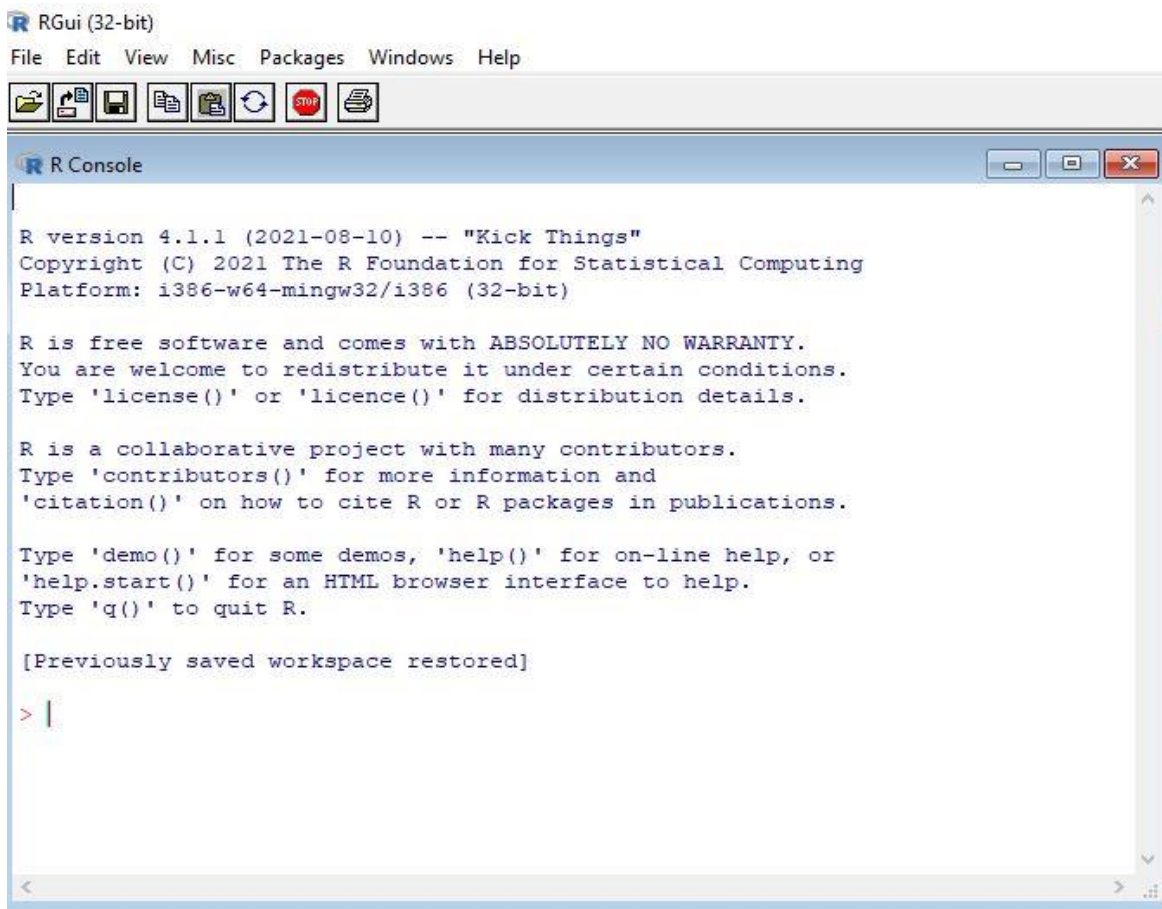 RGui (32-bit)
File Edit View Misc Packages Windows Help
STOP
R Console
R version 4.1.1 (2021-08-10) -- "Kick Things"
Copyright (C) 2021 The R Foundation for Statistical Computing
Platform: i386-w64-mingw32/i386 (32-bit)
R is free software and comes with ABSOLUTELY NO WARRANTY.
You are welcome to redistribute it under certain conditions.
Type 'license()' or 'licence()' for distribution details.
R is a collaborative project with many contributors.
Type 'contributors()' for more information and
'citation()' on how to cite R or R packages in publications.
Type 'demo()' for some demos, 'help()' for on-line help, or
'help.start()' for an HTML browser interface to help.
Type 'q()' to quit R.
[Previously saved workspace restored]
>